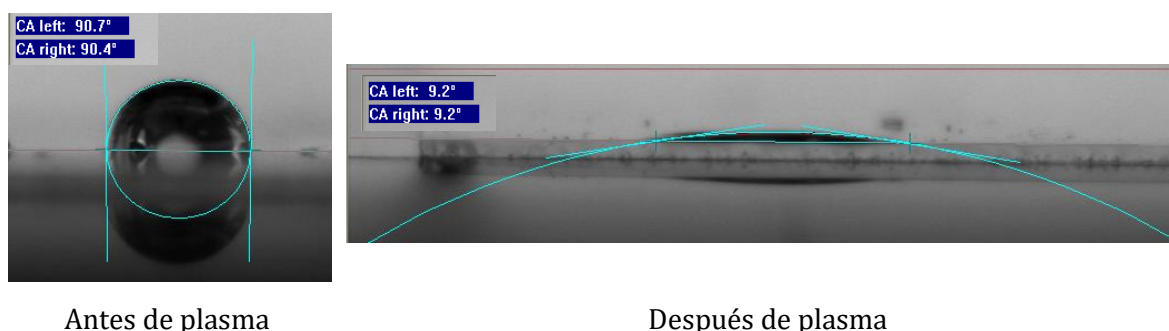 CA left: 90.7°
CA right: 90.4°
CA left: 9.2°
CA right: 9.2°
Antes de plasma
Después de plasma